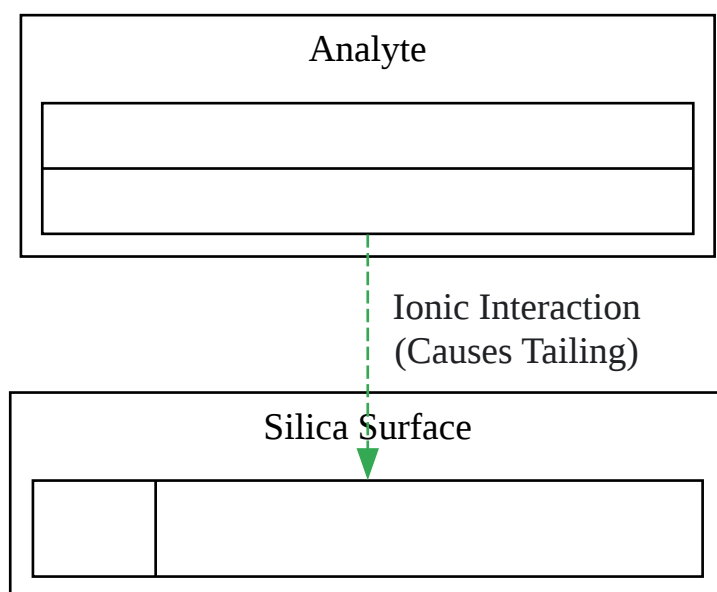 Analyte
Ionic Interaction
(Causes Tailing)
Silica Surface